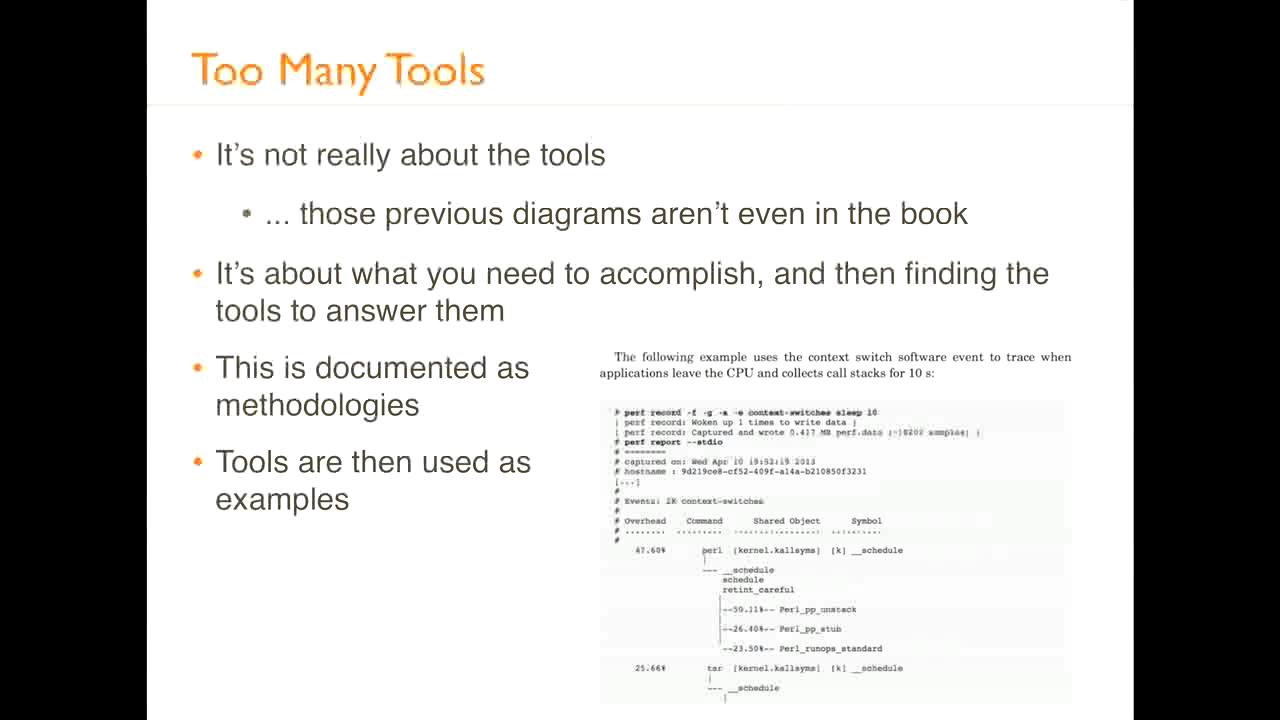 Too Many Tools
• It's not really about the tools
• ... those previous diagrams aren't even in the book
• It's about what you need to accomplish, and then finding the
tools to answer them
• This is documented as
methodologies
• Tools are then used as
examples
The following example uses the context switch software event to trace when
applications leave the CPU and collects call stacks for 10 s:
# perf record -f -g -a -e context-switches sleep 10
[ perf record: Woken up 1 times to write data ]
[ perf record: Captured and wrote 0.417 MB perf.data
# perf report --stdio
# ========
# captured on: Wed Apr 10 19:52:19 2013
# hostname : 9d219ce8-cf52-409f-a14a-b210850f3231
[...]
#
# Events: 2K context-switches
#
# Overhead Command Shared Object Symbol
# ........ ......... ................. ............
#
47.60% perl [kernel.kallsyms] [k] __schedule
|
--- __schedule
schedule
retint_careful
|
|--50.11%-- Perl_pp_unstack
|
|--26.40%-- Perl_pp_stub
|
--23.50%-- Perl_runops_standard
25.66% tar [kernel.kallsyms] [k] __schedule
|
--- __schedule
|